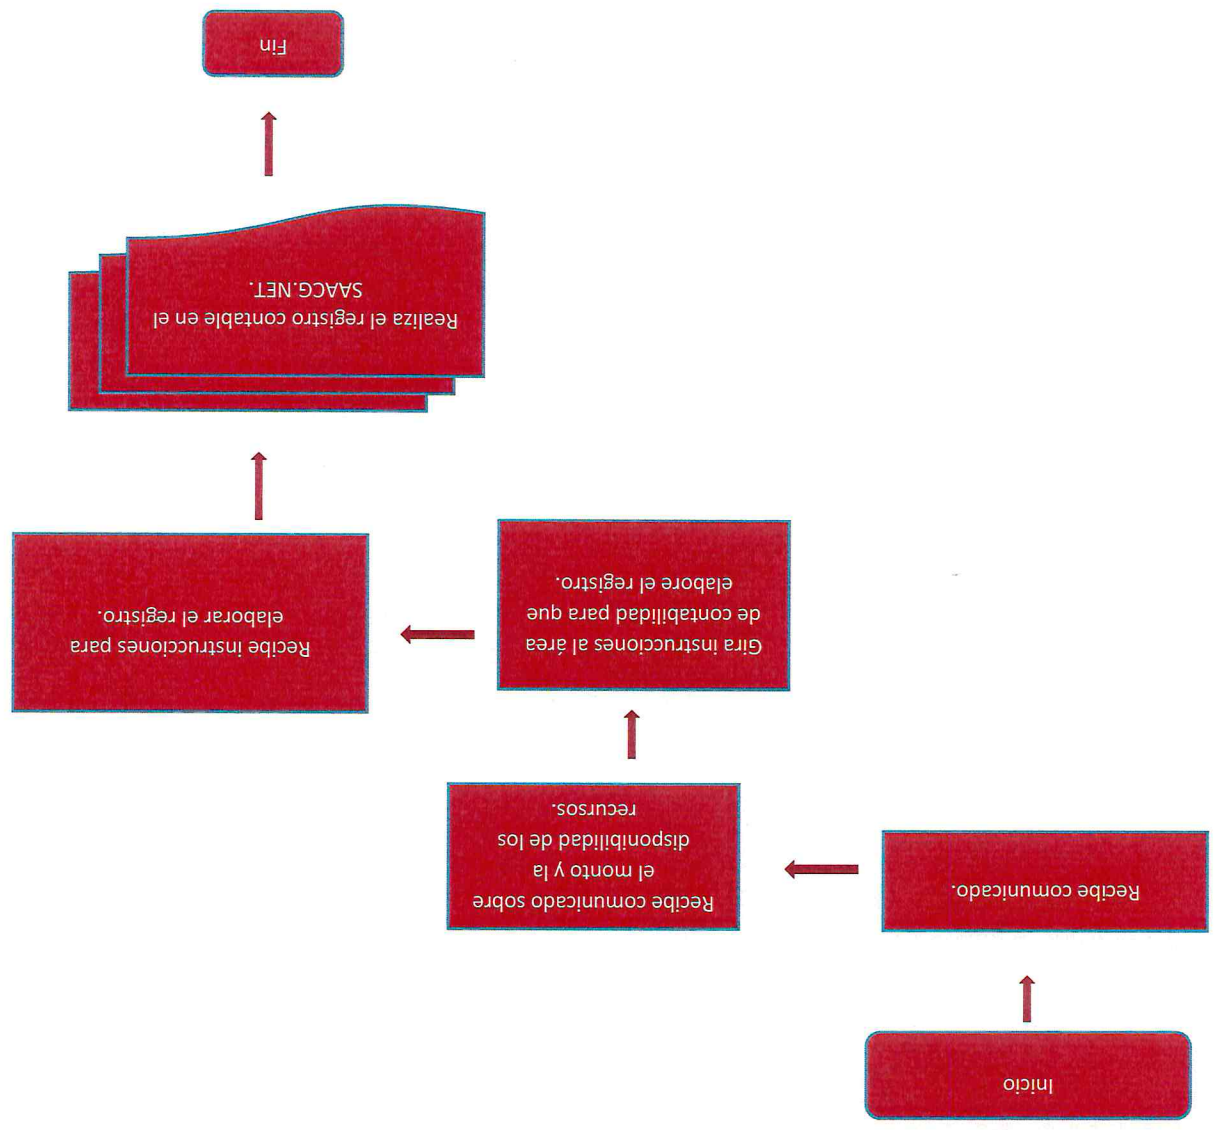 Inicio
Recibe comunicado.
Recibe comunicado sobre
el monto y la
disponibilidad de los
recursos.
Gira instrucciones al área
de contabilidad para que
elabore el registro.
Recibe instrucciones para
elaborar el registro.
Realiza el registro contable en el
SAACG.NET.
Fin